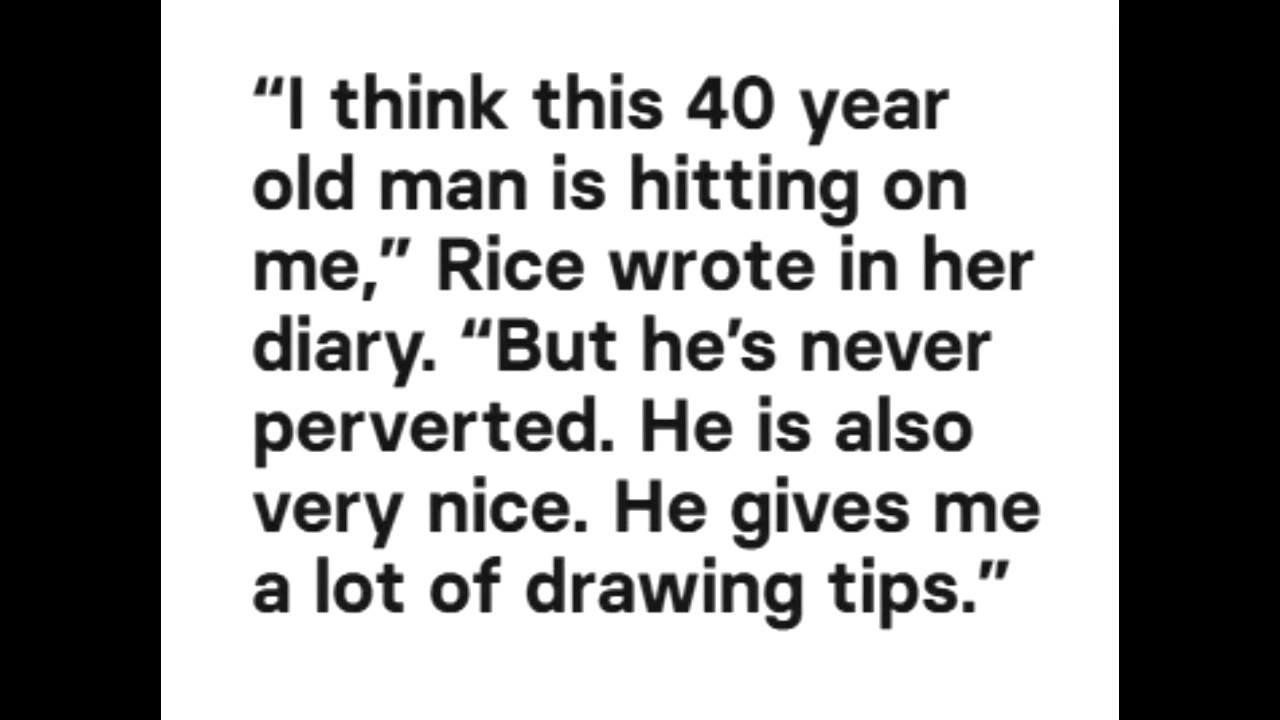 “I think this 40 year
old man is hitting on
me,” Rice wrote in her
diary. “But he’s never
perverted. He is also
very nice. He gives me
a lot of drawing tips.”